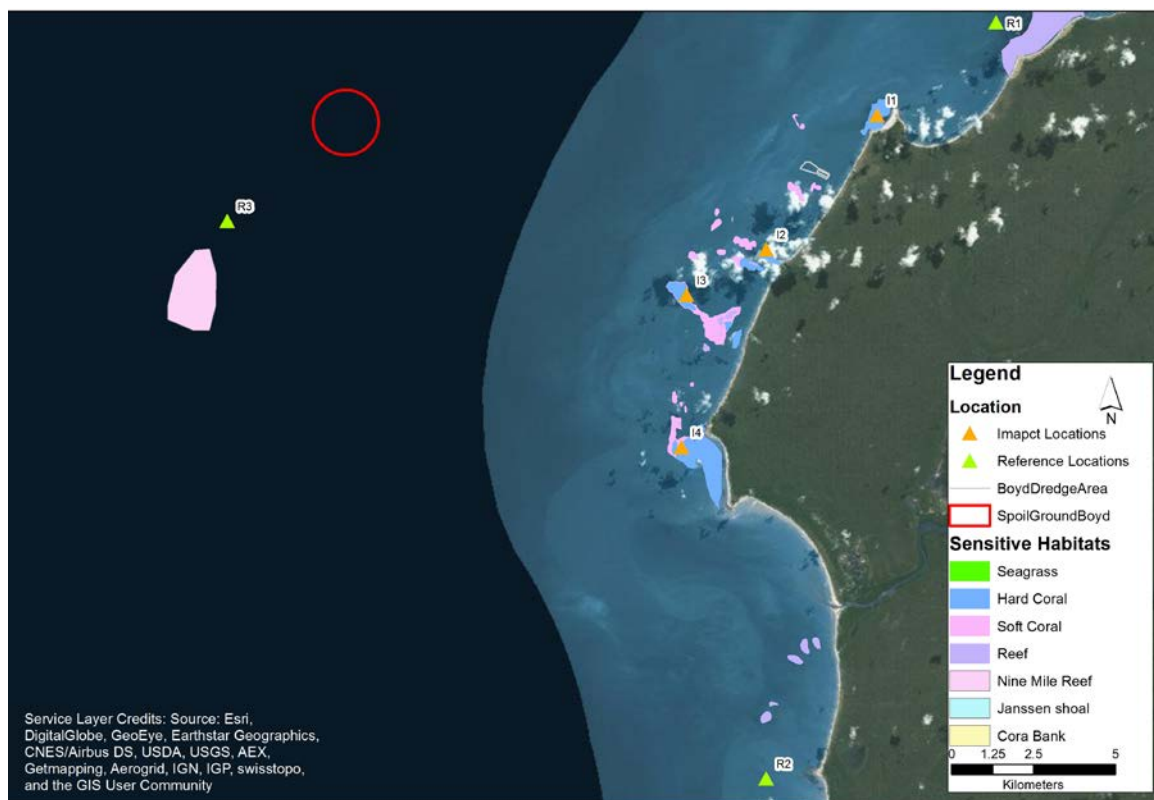 R1
I1
R3
I2
I3
I4
R2
Legend
Location
N
Imapct Locations
Reference Locations
BoydDredgeArea
SpoilGroundBoyd
Sensitive Habitats
Seagrass
Hard Coral
Soft Coral
Reef
Nine Mile Reef
Janssen shoal
Cora Bank
0 1.25 2.5 5
Kilometers
Service Layer Credits: Source: Esri,
DigitalGlobe, GeoEye, Earthstar Geographics,
CNES/Airbus DS, USDA, USGS, AEX,
Getmapping, Aerogrid, IGN, IGP, swisstopo,
and the GIS User Community